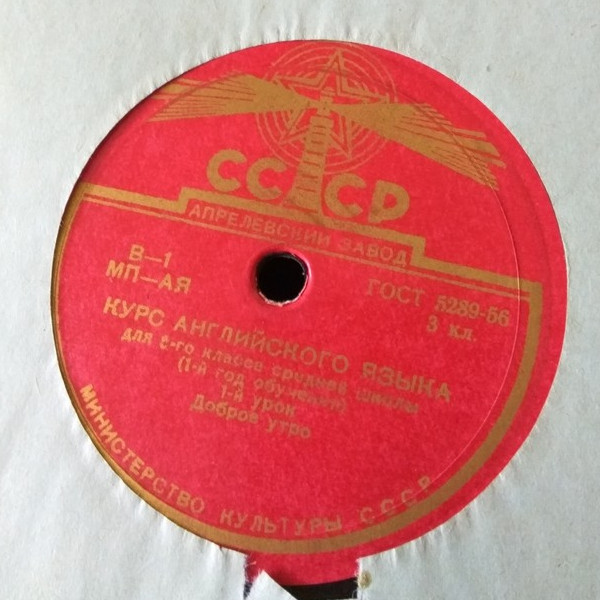 СССР
АПРЕЛЕВСКИЙ ЗАВОД
В—1
МП—АЯ
ГОСТ 5289-56
3 кл.
КУРС АНГЛИЙСКОГО ЯЗЫКА
для 5-го класса средней школы
(1-й год обучения)
1-й урок
Доброе утро
МИНИСТЕРСТВО КУЛЬТУРЫ СССР